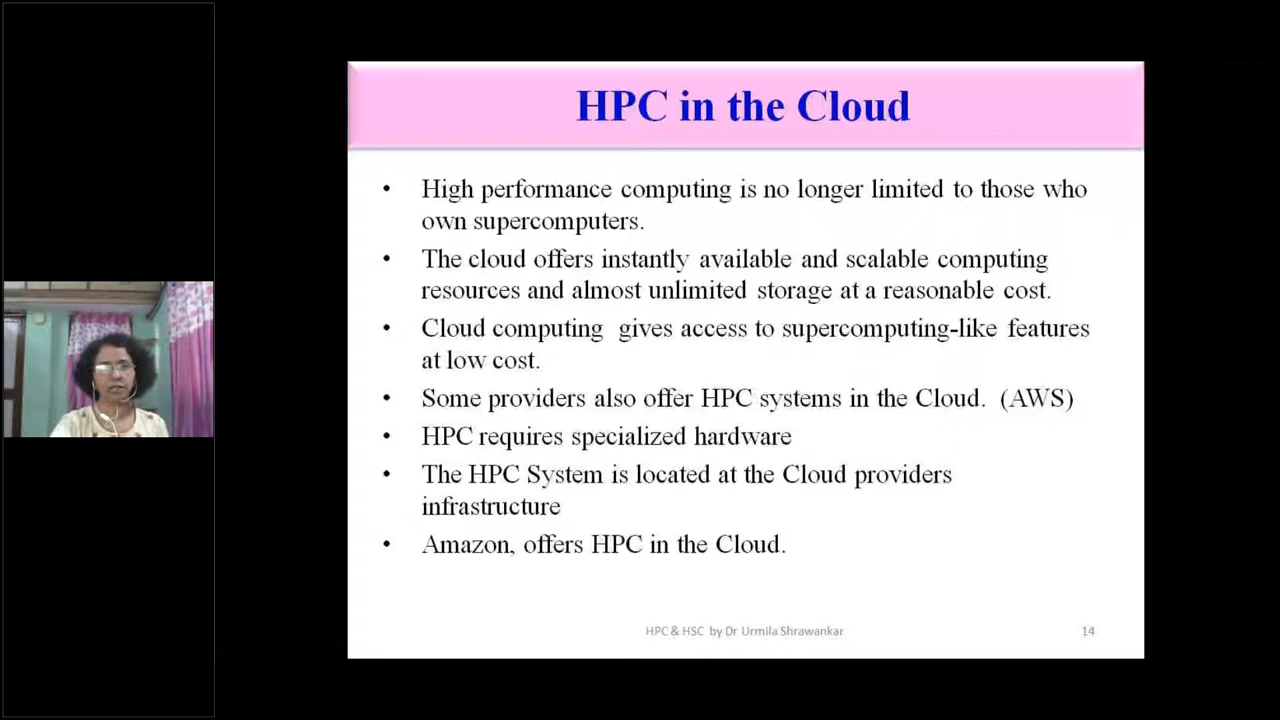 HPC in the Cloud
• High performance computing is no longer limited to those who
own supercomputers.
• The cloud offers instantly available and scalable computing
resources and almost unlimited storage at a reasonable cost.
• Cloud computing gives access to supercomputing-like features
at low cost.
• Some providers also offer HPC systems in the Cloud. (AWS)
• HPC requires specialized hardware
• The HPC System is located at the Cloud providers
infrastructure
• Amazon, offers HPC in the Cloud.
HPC & HSC by Dr Urmila Shrawankar
14